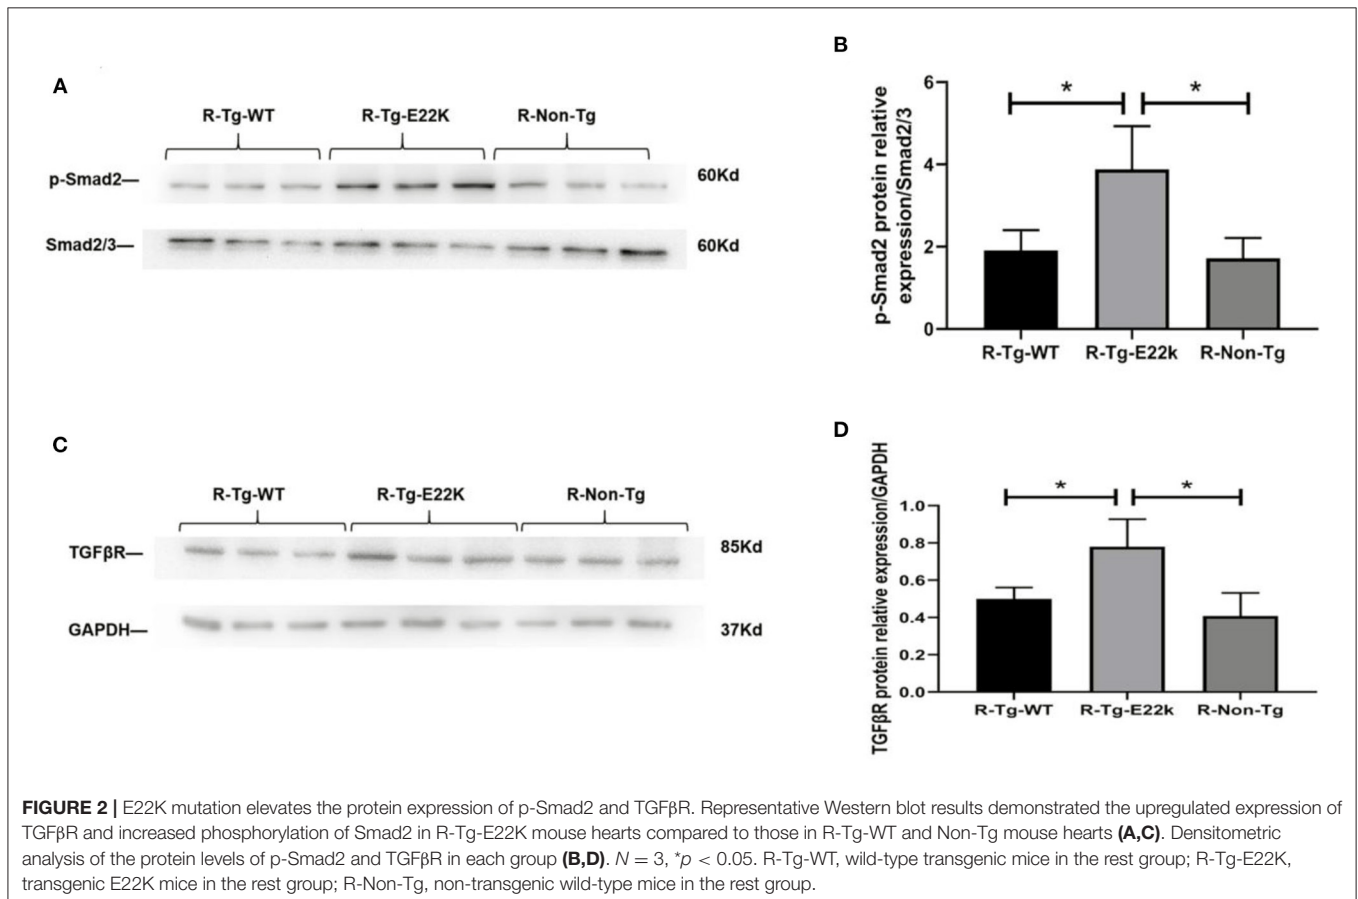 A
R-Tg-WT R-Tg-E22K R-Non-Tg
p-Smad2— 60Kd
Smad2/3— 60Kd
B
p-Smad2 protein relative
expression/Smad2/3
6
4
2
0
* *
R-Tg-WT R-Tg-E22k R-Non-Tg
C
R-Tg-WT R-Tg-E22K R-Non-Tg
TGFβR— 85Kd
GAPDH— 37Kd
D
TGFβR protein relative expression/GAPDH
1.0
0.8
0.6
0.4
0.2
0.0
* *
R-Tg-WT R-Tg-E22k R-Non-Tg
FIGURE 2 | E22K mutation elevates the protein expression of p-Smad2 and TGFβR. Representative Western blot results demonstrated the upregulated expression of
TGFβR and increased phosphorylation of Smad2 in R-Tg-E22K mouse hearts compared to those in R-Tg-WT and Non-Tg mouse hearts (A,C). Densitometric
analysis of the protein levels of p-Smad2 and TGFβR in each group (B,D). N = 3, *p < 0.05. R-Tg-WT, wild-type transgenic mice in the rest group; R-Tg-E22K,
transgenic E22K mice in the rest group; R-Non-Tg, non-transgenic wild-type mice in the rest group.